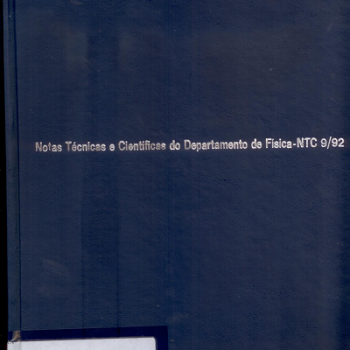 Notas Técnicas e Científicas do Departamento de Física-NTC 9/92